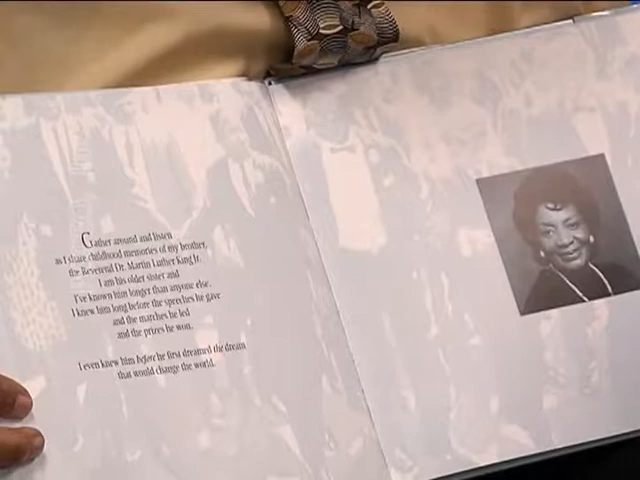 Gather around and listen
as I share childhood memories of my brother,
the Reverend Dr. Martin Luther King Jr.
I am his older sister and
I've known him longer than anyone else.
I knew him long before the speeches he gave
and the marches he led
and the prizes he won.
I even knew him before he first dreamed the dream
that would change the world.